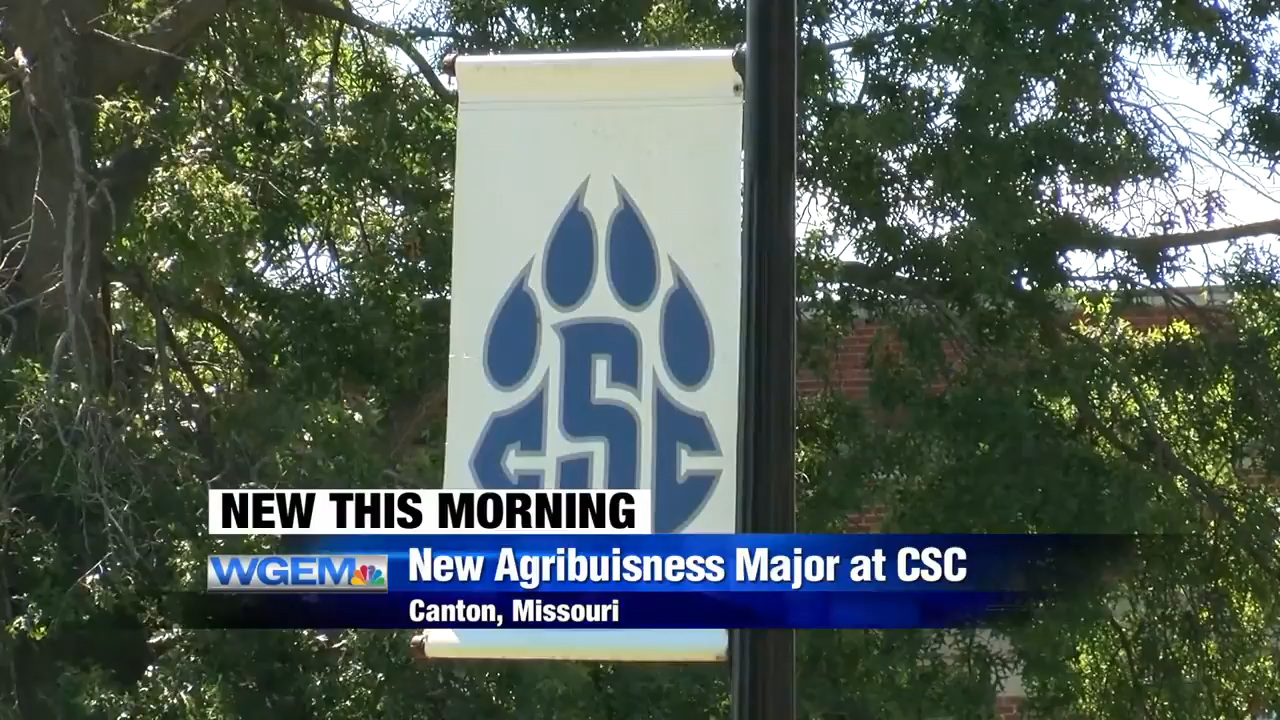 CSC
NEW THIS MORNING
WGEM
New Agribuisness Major at CSC
Canton, Missouri